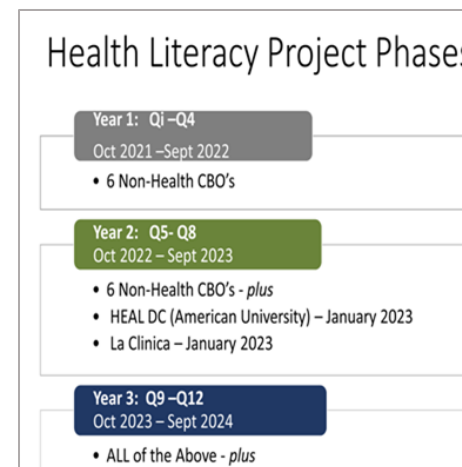 Health Literacy Project Phases
Year 1:  Qi –Q4
Oct 2021 –Sept 2022
• 6 Non-Health CBO's
Year 2:  Q5- Q8
Oct 2022 – Sept 2023
• 6 Non-Health CBO's - plus
• HEAL DC (American University) – January 2023
• La Clinica – January 2023
Year 3:  Q9 –Q12
Oct 2023 – Sept 2024
• ALL of the Above - plus